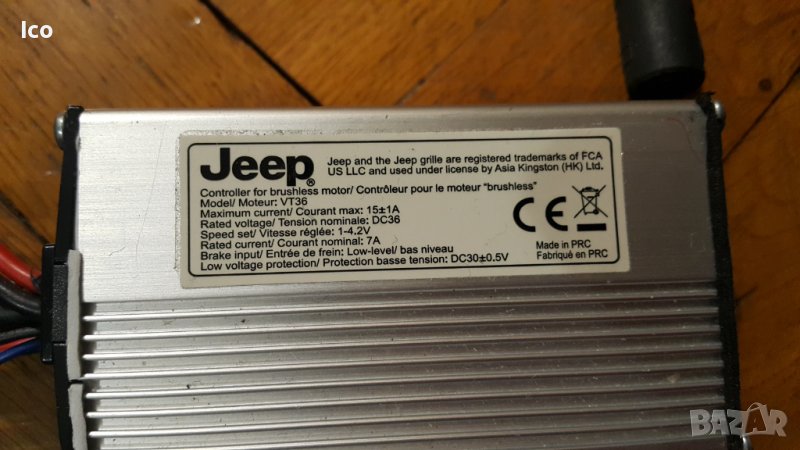 Ico
Jeep®
Jeep and the Jeep grille are registered trademarks of FCA
US LLC and used under license by Asia Kingston (HK) Ltd.
Controller for brushless motor/ Contrôleur pour le moteur "brushless"
Model/ Moteur: VT36
Maximum current/ Courant max: 15±1A
Rated voltage/ Tension nominale: DC36
Speed set/ Vitesse réglée: 1-4.2V
Rated current/ Courant nominal: 7A
Brake input/ Entrée de frein: Low-level/ bas niveau
Low voltage protection/ Protection basse tension: DC30±0.5V
CE
Made in PRC
Fabriqué en PRC
BAZAR